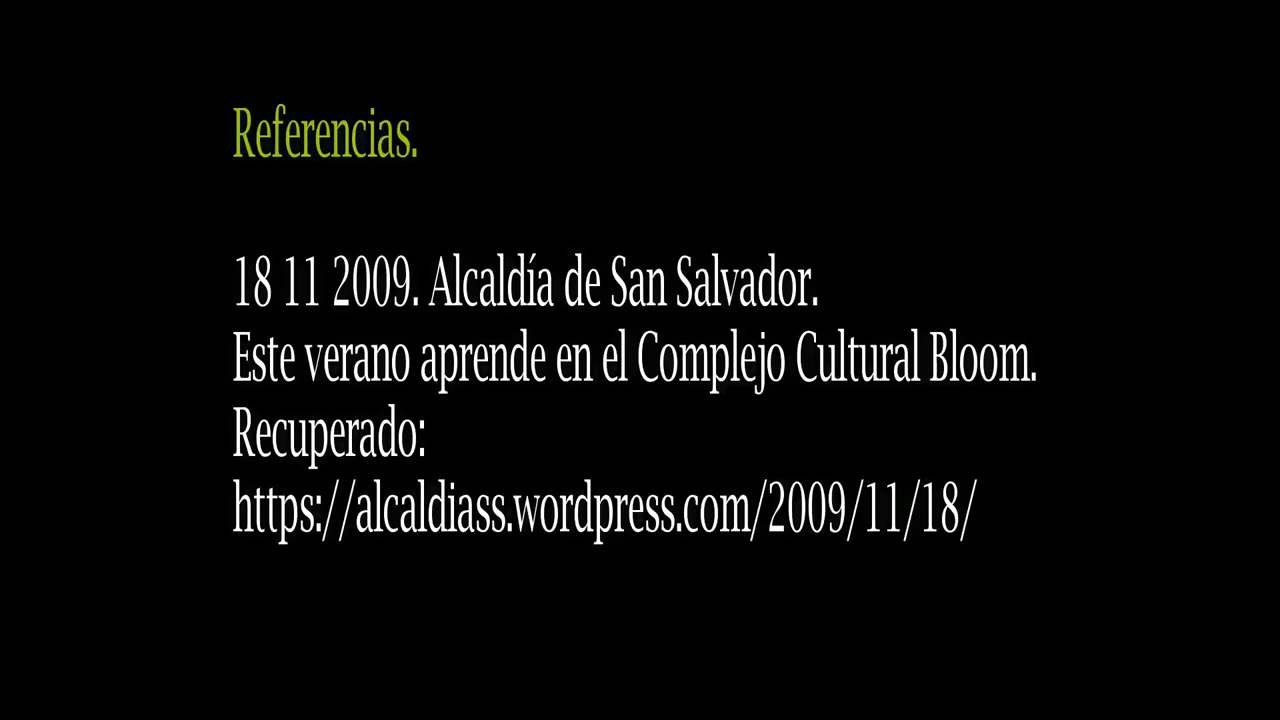 Referencias.
18 11 2009. Alcaldía de San Salvador.
Este verano aprende en el Complejo Cultural Bloom.
Recuperado:
https://alcaldiass.wordpress.com/2009/11/18/